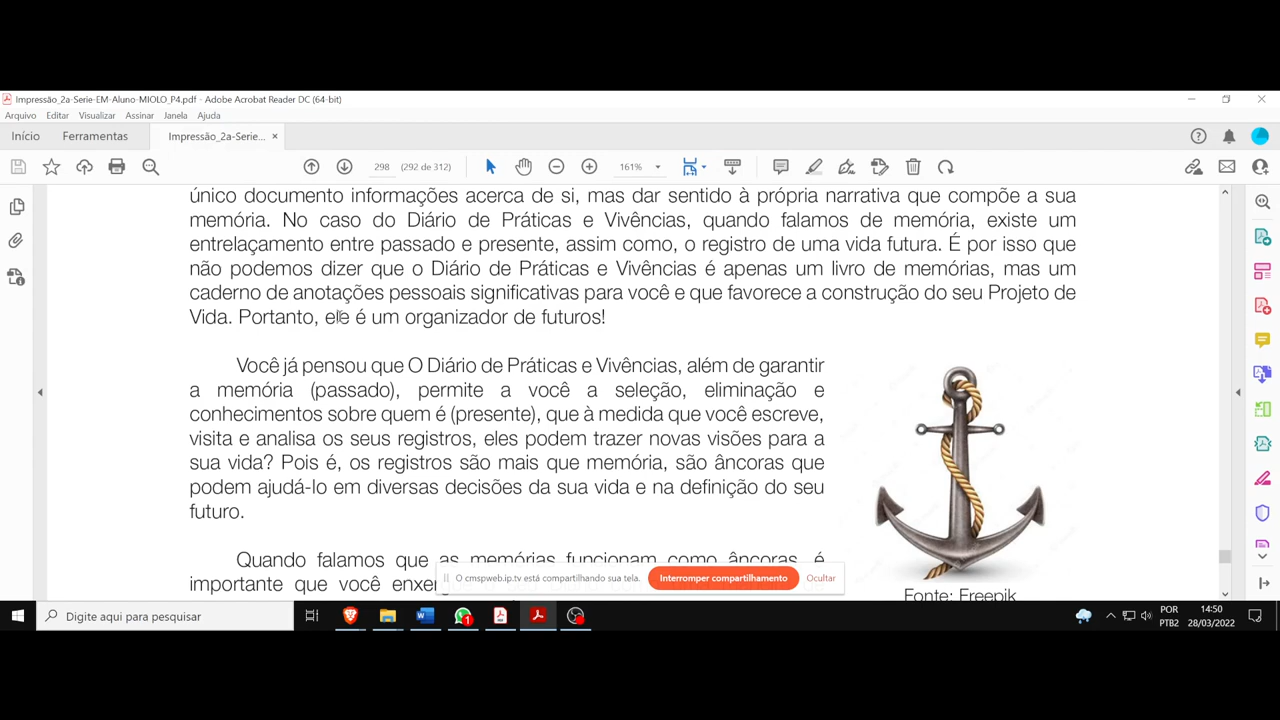 Impressão_2a-Serie-EM-Aluno-MIOLO_P4.pdf - Adobe Acrobat Reader DC (64-bit)
Arquivo Editar Visualizar Assinar Janela Ajuda
Início Ferramentas Impressão_2a-Serie... ×
298 (292 de 312) 161%
único documento informações acerca de si, mas dar sentido à própria narrativa que compõe a sua
memória. No caso do Diário de Práticas e Vivências, quando falamos de memória, existe um
entrelaçamento entre passado e presente, assim como, o registro de uma vida futura. É por isso que
não podemos dizer que o Diário de Práticas e Vivências é apenas um livro de memórias, mas um
caderno de anotações pessoais significativas para você e que favorece a construção do seu Projeto de
Vida. Portanto, ele é um organizador de futuros!
Você já pensou que O Diário de Práticas e Vivências, além de garantir
a memória (passado), permite a você a seleção, eliminação e
conhecimentos sobre quem é (presente), que à medida que você escreve,
visita e analisa os seus registros, eles podem trazer novas visões para a
sua vida? Pois é, os registros são mais que memória, são âncoras que
podem ajudá-lo em diversas decisões da sua vida e na definição do seu
futuro.
Quando falamos que as memórias funcionam como âncoras, é
importante que você
Fonte: Freepik
O cmspweb.ip.tv está compartilhando sua tela. Interromper compartilhamento Ocultar
Digite aqui para pesquisar
1
POR
PTB2
14:50
28/03/2022